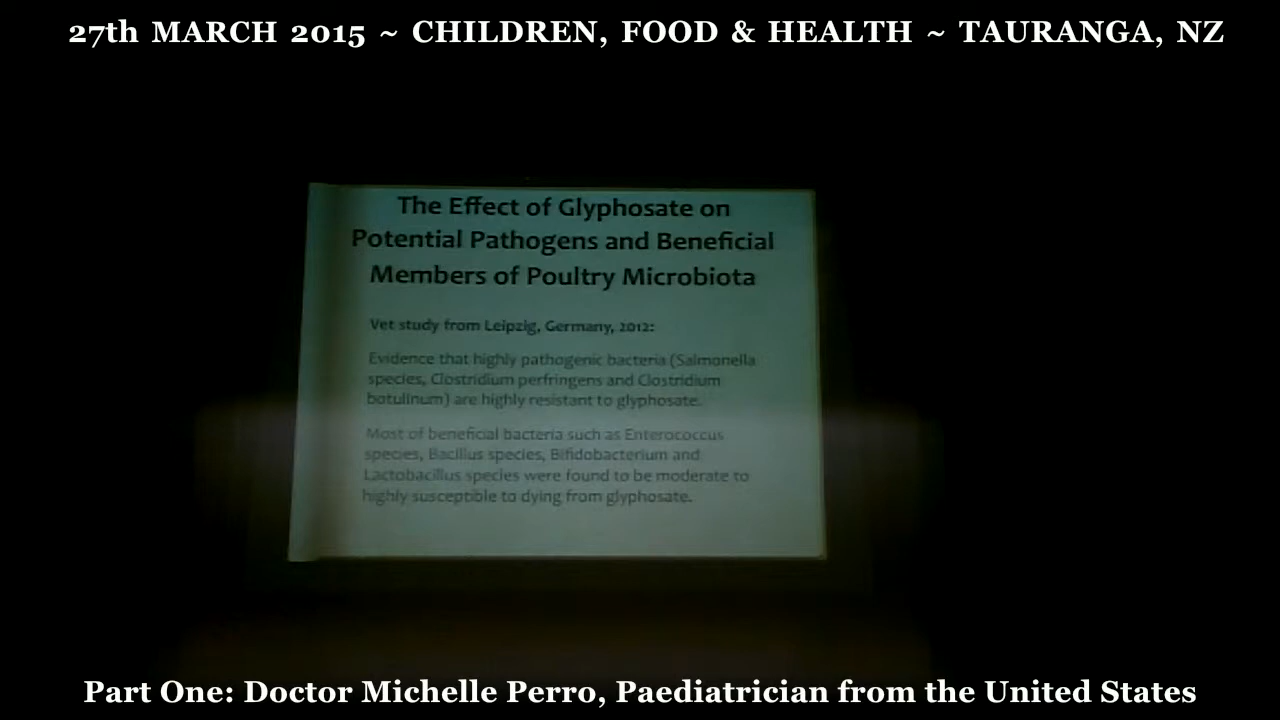 27th MARCH 2015 ~ CHILDREN, FOOD & HEALTH ~ TAURANGA, NZ
The Effect of Glyphosate on
Potential Pathogens and Beneficial
Members of Poultry Microbiota
Vet study from Leipzig, Germany, 2012:
Evidence that highly pathogenic bacteria (Salmonella
species, Clostridium perfringens and Clostridium
botulinum) are highly resistant to glyphosate.
Most of beneficial bacteria such as Enterococcus
species, Bacillus species, Bifidobacterium and
Lactobacillus species were found to be moderate to
highly susceptible to dying from glyphosate.
Part One: Doctor Michelle Perro, Paediatrician from the United States